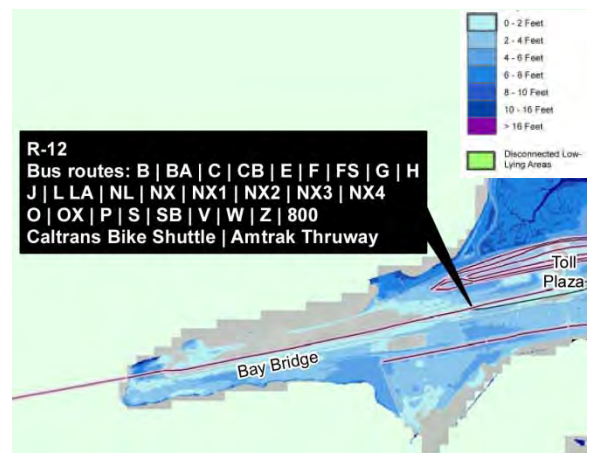 0 - 2 Feet
2 - 4 Feet
4 - 6 Feet
6 - 8 Feet
8 - 10 Feet
10 - 16 Feet
> 16 Feet
Disconnected Low-
Lying Areas
R-12
Bus routes: B | BA | C | CB | E | F | FS | G | H
J | L LA | NL | NX | NX1 | NX2 | NX3 | NX4
O | OX | P | S | SB | V | W | Z | 800
Caltrans Bike Shuttle | Amtrak Thruway
Toll
Plaza
Bay Bridge